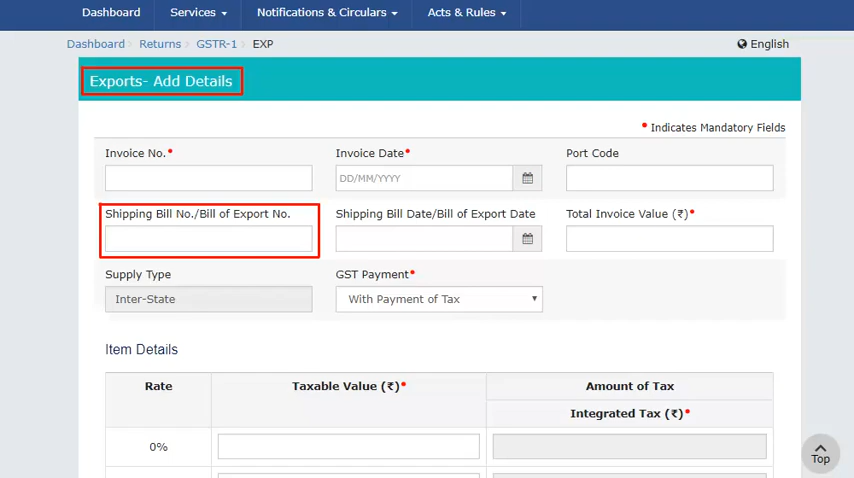 Dashboard Services Notifications & Circulars Acts & Rules
Dashboard Returns GSTR-1 EXP English
Exports- Add Details
• Indicates Mandatory Fields
Invoice No.• Invoice Date• Port Code
DD/MM/YYYY
Shipping Bill No./Bill of Export No. Shipping Bill Date/Bill of Export Date Total Invoice Value (₹)•
Supply Type GST Payment•
Inter-State With Payment of Tax
Item Details
Rate Taxable Value (₹)• Amount of Tax
Integrated Tax (₹)•
0%
Top